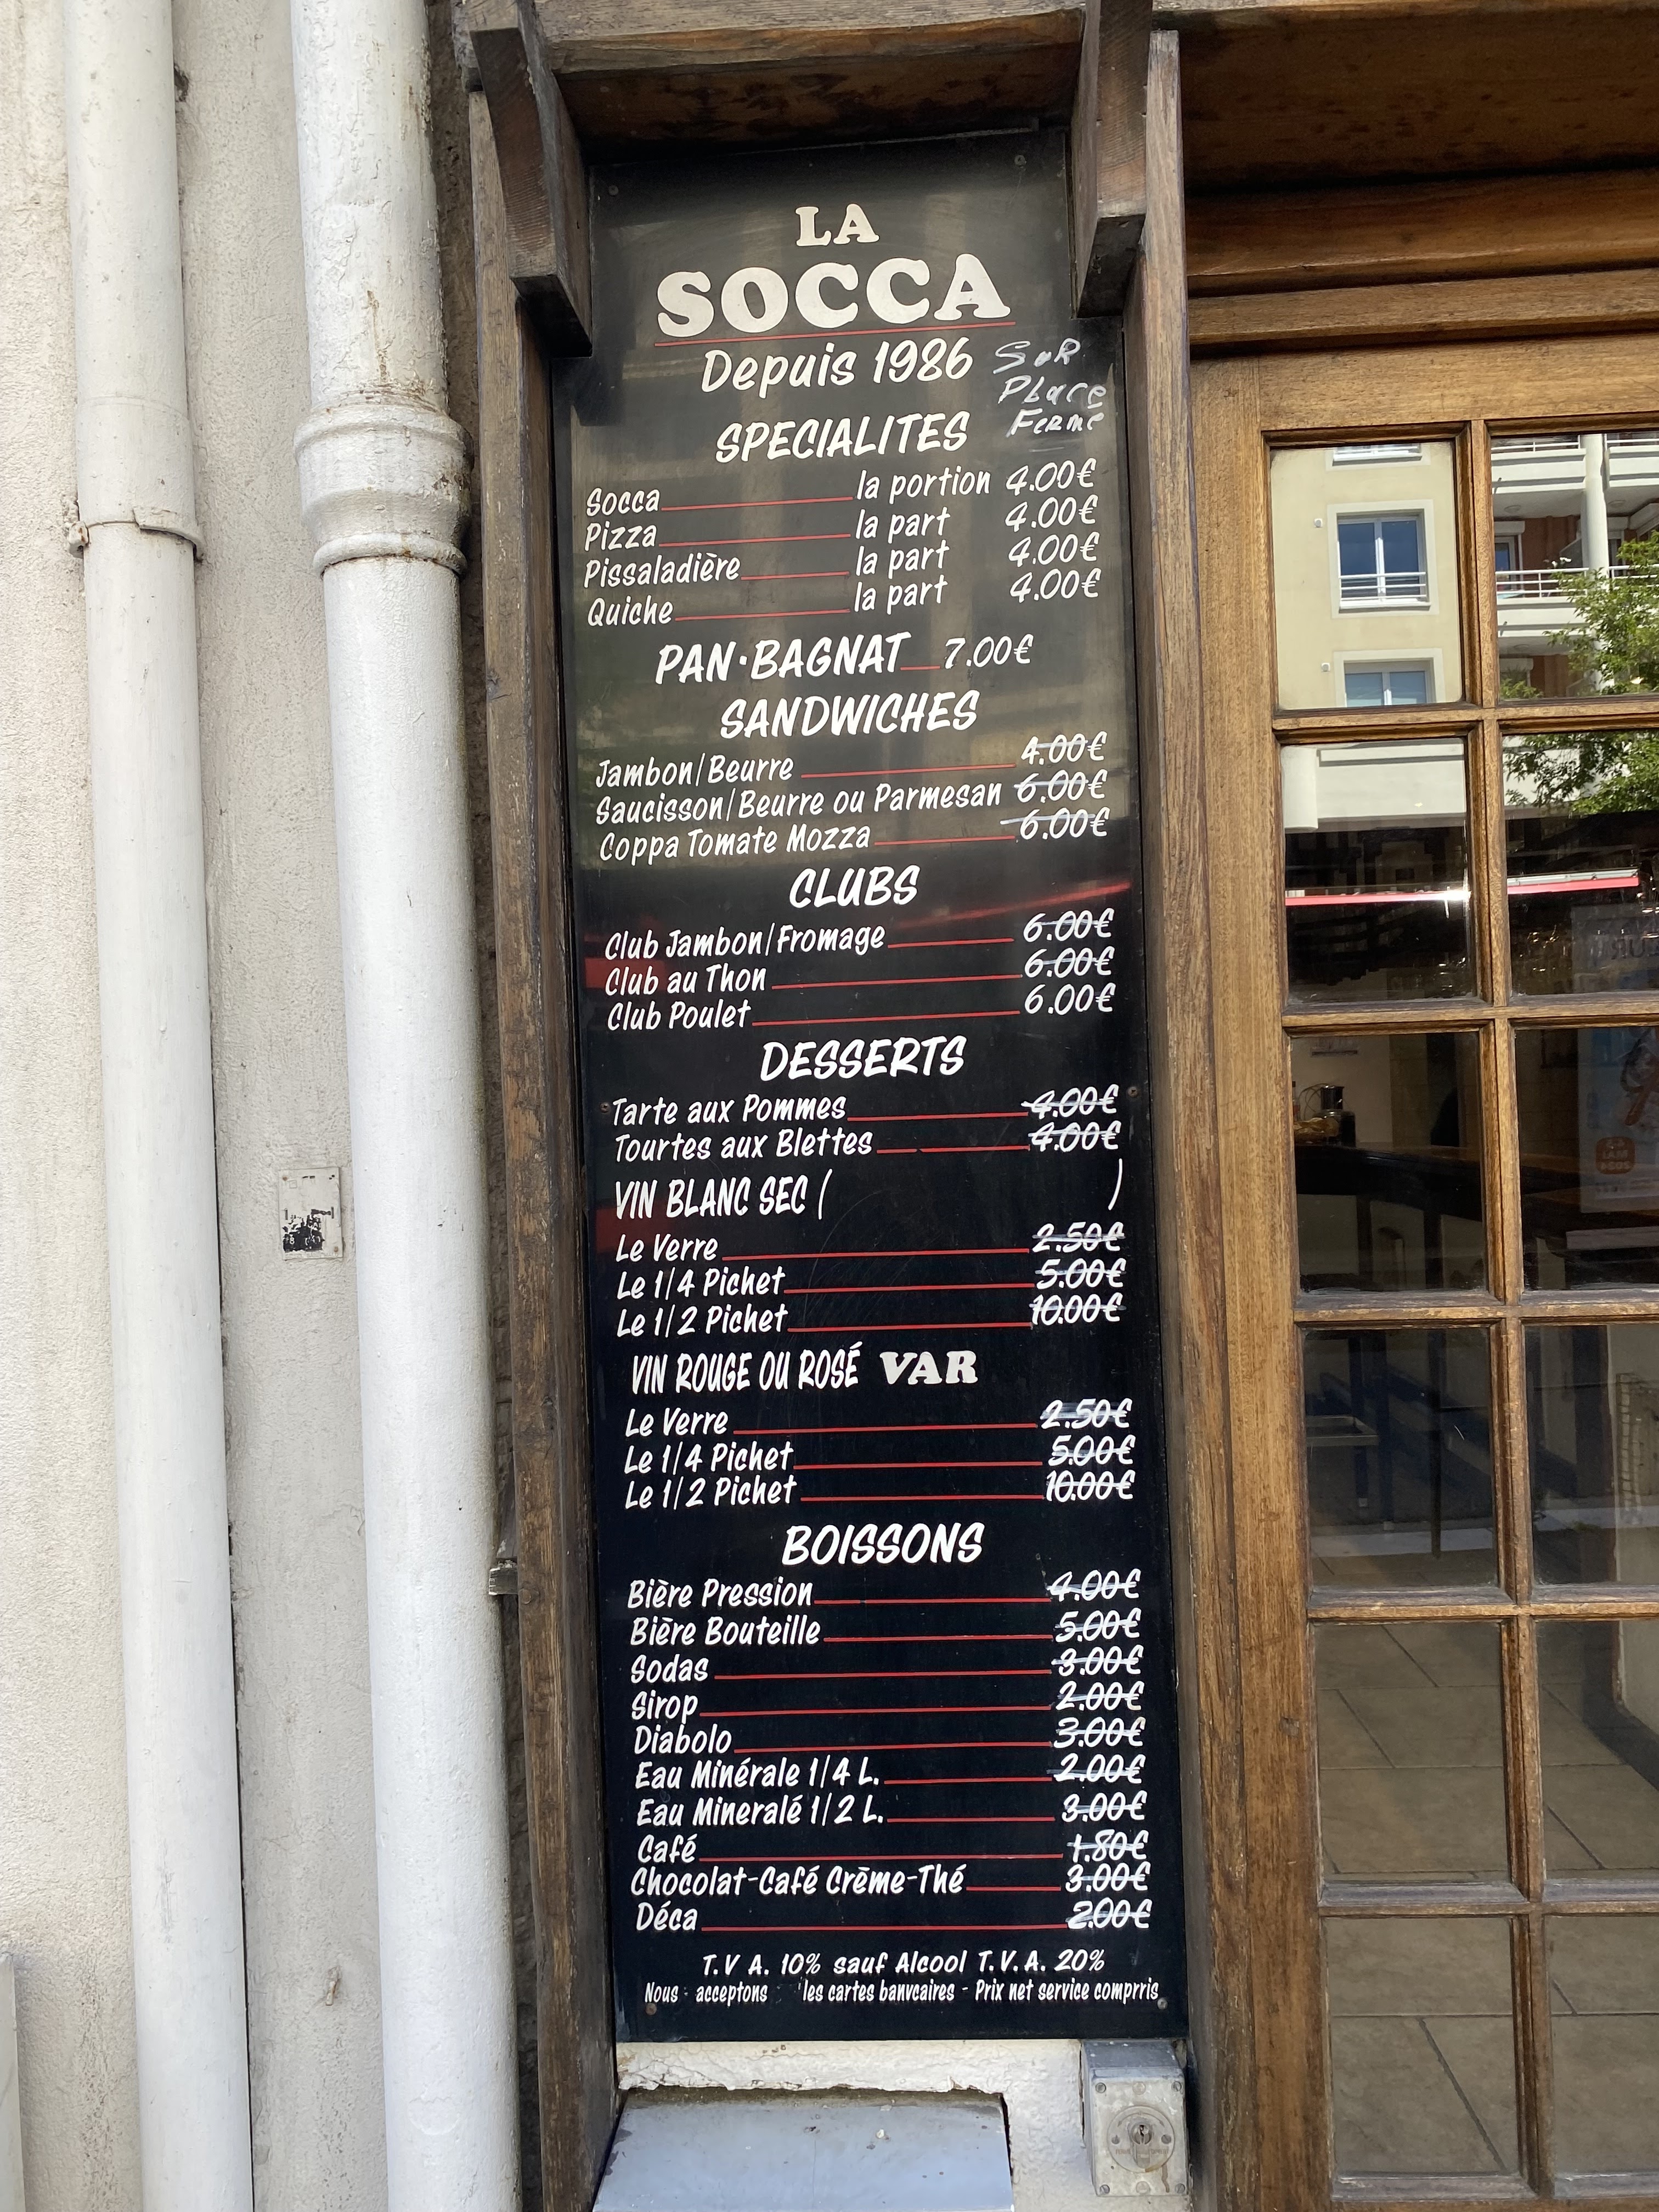 LA
SOCCA
Depuis 1986
SUR
PLace
Fermé
SPECIALITES
Socca la portion 4.00€
Pizza la part 4.00€
Pissaladière la part 4.00€
Quiche la part 4.00€
PAN·BAGNAT 7.00€
SANDWICHES
Jambon/Beurre 4.00€
Saucisson/Beurre ou Parmesan 6.00€
Coppa Tomate Mozza 6.00€
CLUBS
Club Jambon/Fromage 6.00€
Club au Thon 6.00€
Club Poulet 6.00€
DESSERTS
Tarte aux Pommes 4.00€
Tourtes aux Blettes 4.00€
VIN BLANC SEC ( )
Le Verre 2.50€
Le 1/4 Pichet 5.00€
Le 1/2 Pichet 10.00€
VIN ROUGE OU ROSÉ VAR
Le Verre 2.50€
Le 1/4 Pichet 5.00€
Le 1/2 Pichet 10.00€
BOISSONS
Bière Pression 4.00€
Bière Bouteille 5.00€
Sodas 3.00€
Sirop 2.00€
Diabolo 3.00€
Eau Minérale 1/4 L. 2.00€
Eau Mineralé 1/2 L. 3.00€
Café 1.80€
Chocolat-Café Crème-Thé 3.00€
Déca 2.00€
T.V A. 10% sauf Alcool T.V.A. 20%
Nous - acceptons les cartes banvcaires - Prix net service comprris